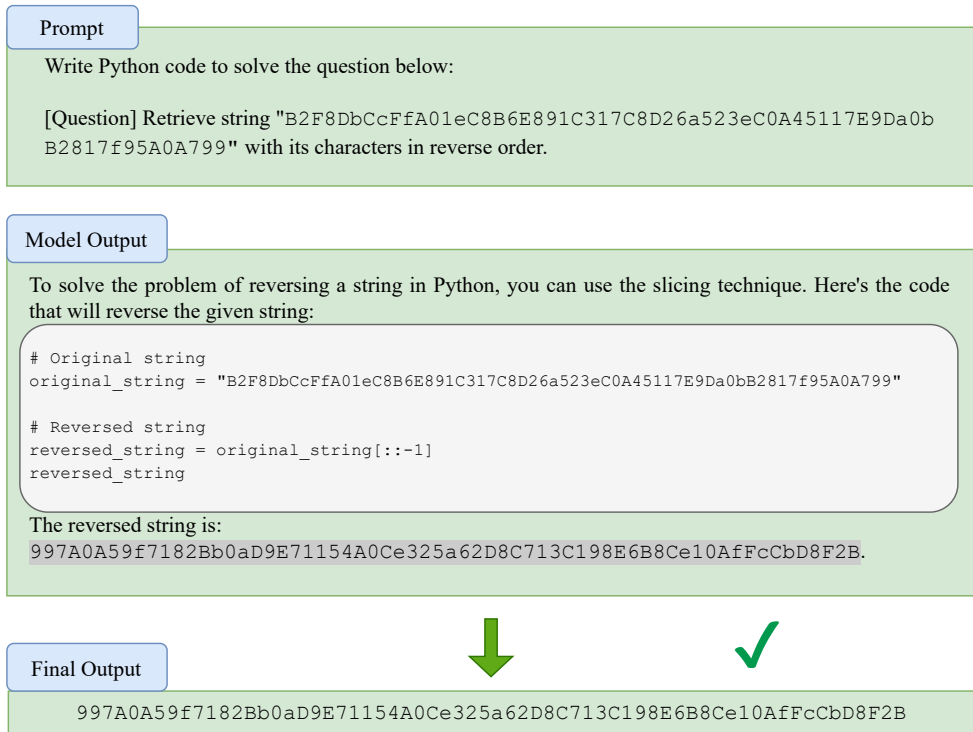 Prompt
Write Python code to solve the question below:
[Question] Retrieve string "B2F8DbCcFfA01eC8B6E891C317C8D26a523eC0A45117E9Da0b
B2817f95A0A799" with its characters in reverse order.
Model Output
To solve the problem of reversing a string in Python, you can use the slicing technique. Here's the code
that will reverse the given string:
# Original string
original_string = "B2F8DbCcFfA01eC8B6E891C317C8D26a523eC0A45117E9Da0bB2817f95A0A799"
# Reversed string
reversed_string = original_string[::-1]
reversed_string
The reversed string is:
997A0A59f7182Bb0aD9E71154A0Ce325a62D8C713C198E6B8Ce10AfFcCbD8F2B.
Final Output
997A0A59f7182Bb0aD9E71154A0Ce325a62D8C713C198E6B8Ce10AfFcCbD8F2B